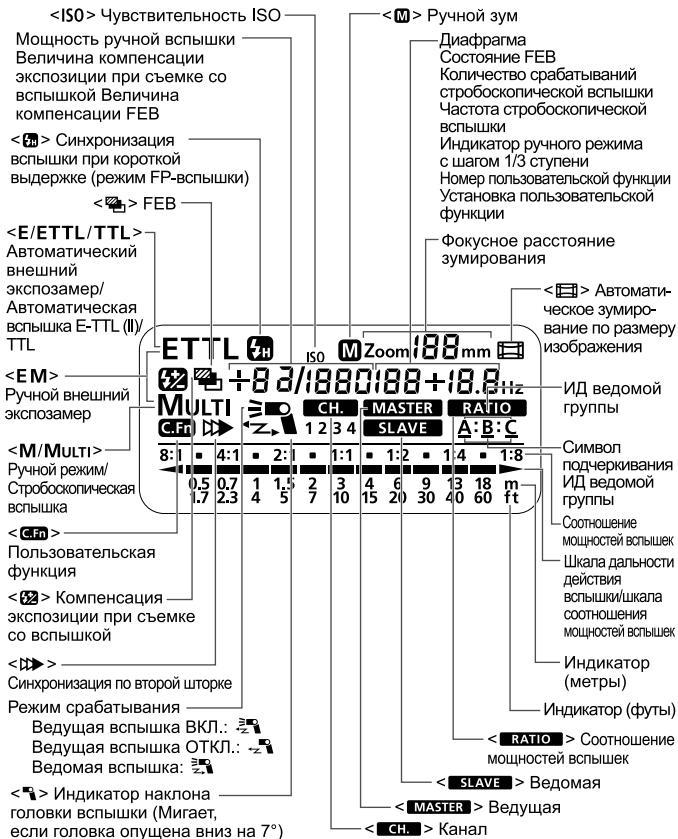 <ISO> Чувствительность ISO
Мощность ручной вспышки
Величина компенсации
экспозиции при съемке со
вспышкой Величина
компенсации FEB
< > Синхронизация
вспышки при короткой
выдержке (режим FP-вспышки)
< > FEB
<E/ETTL/TTL>
Автоматический
внешний
экспозамер/
Автоматическая
вспышка E-TTL (II)/
TTL
<EM>
Ручной внешний
экспозамер
<M/MULTI>
Ручной режим/
Стробоскопическая
вспышка
<C.Fn>
Пользовательская
функция
< > Компенсация
экспозиции при съемке
со вспышкой
< >
Синхронизация по второй шторке
Режим срабатывания
Ведущая вспышка ВКЛ.:
Ведущая вспышка ОТКЛ.:
Ведомая вспышка:
< > Индикатор наклона
головки вспышки (Мигает,
если головка опущена вниз на 7°)
<M> Ручной зум
Диафрагма
Состояние FEB
Количество срабатываний
стробоскопической вспышки
Частота стробоскопической
вспышки
Индикатор ручного режима
с шагом 1/3 ступени
Номер пользовательской функции
Установка пользовательской
функции
Фокусное расстояние
зумирования
< > Автомати-
ческое зумиро-
вание по размеру
изображения
ETTL H ISO M Zoom 188 mm
+8 Hz
MULTI CH. MASTER RATIO
C.Fn Z 1 2 3 4 SLAVE A:B:C
8:1 ▪ 4:1 ▪ 2:1 ▪ 1:1 ▪ 1:2 ▪ 1:4 ▪ 1:8
0.5 0.7 1 1.5 2 3 4 6 9 13 18 m
1.7 2.3 4 5 7 10 15 20 30 40 60 ft
ИД ведомой
группы
Символ
подчеркивания
ИД ведомой
группы
Соотношение
мощностей вспышек
Шкала дальности
действия
вспышки/шкала
соотношения
мощностей вспышек
Индикатор
(метры)
Индикатор (футы)
< RATIO > Соотношение
мощностей вспышек
< SLAVE > Ведомая
< MASTER > Ведущая
< CH. > Канал